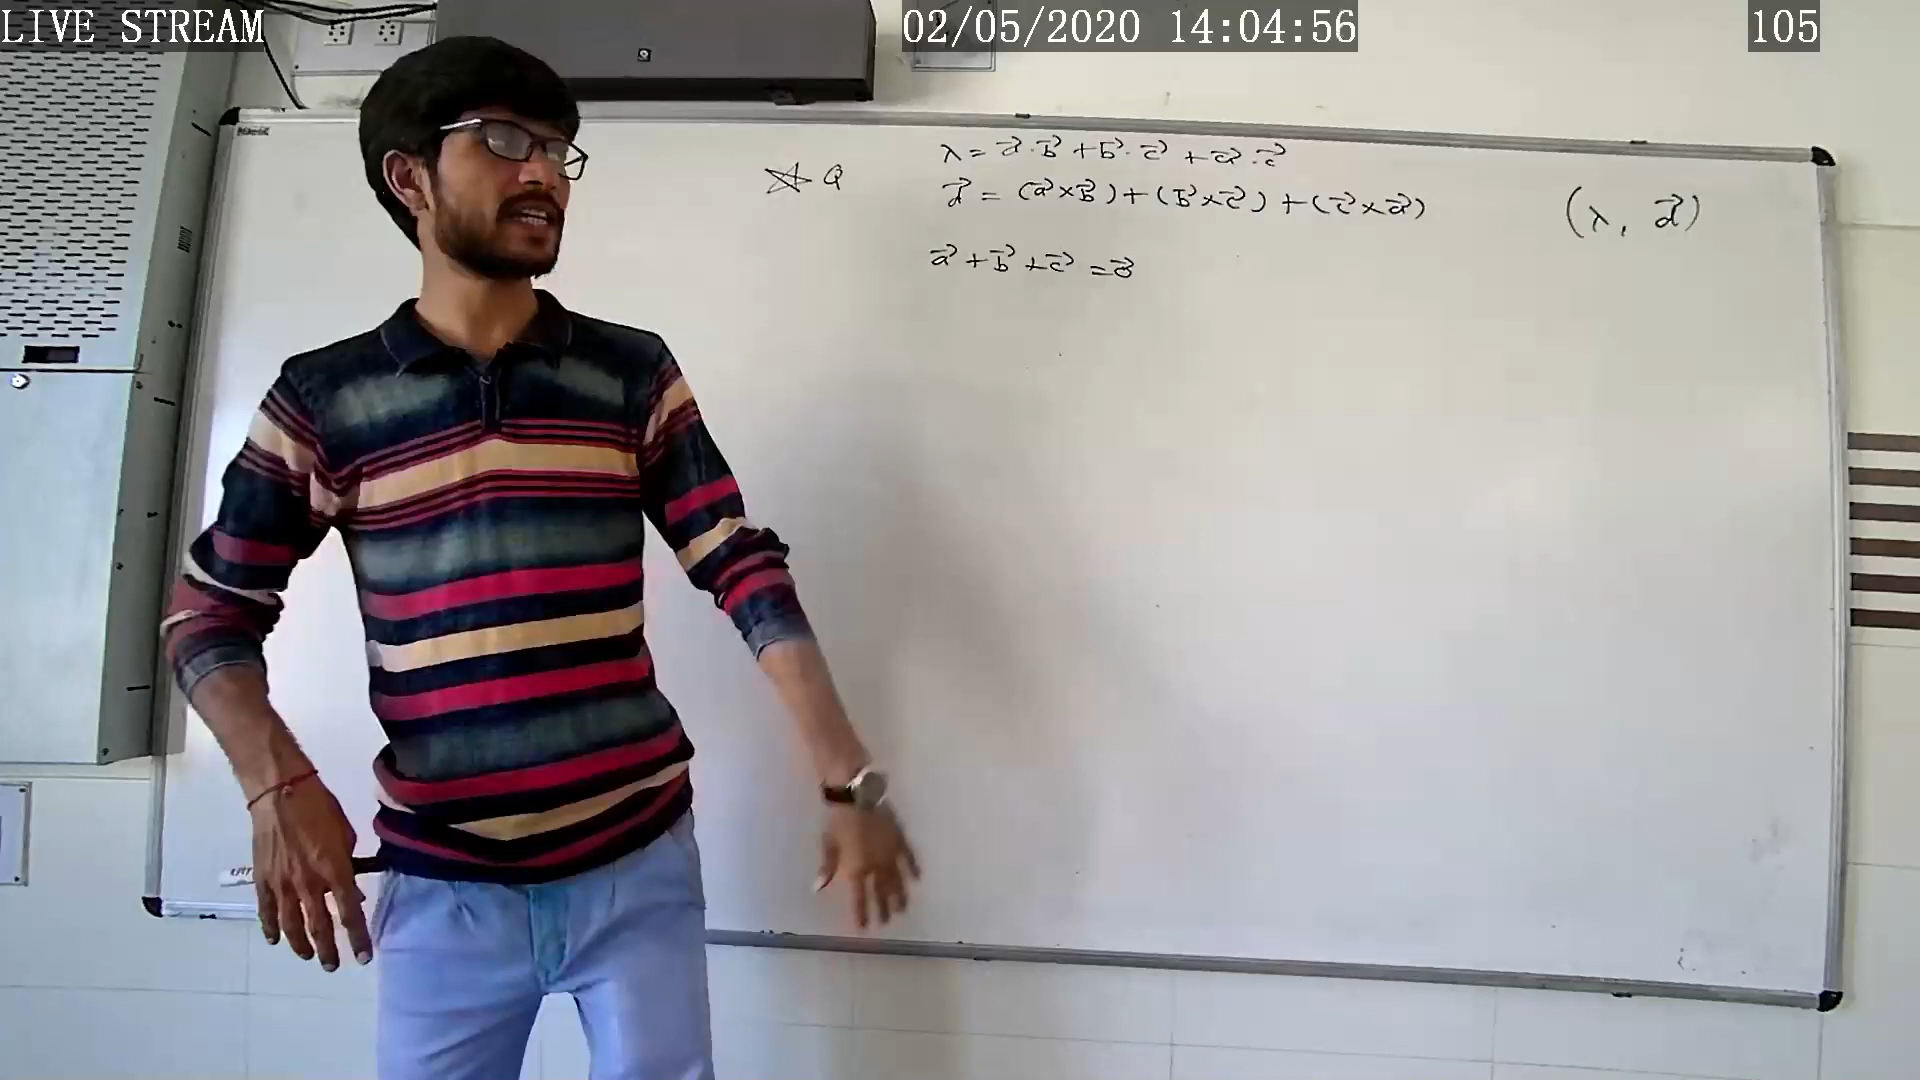 LIVE STREAM
02/05/2020 14:04:56
105
☆ Q
λ = a⃗·b⃗ + b⃗·c⃗ + a⃗·c⃗
d⃗ = (a⃗×b⃗) + (b⃗×c⃗) + (c⃗×a⃗)
(λ, d⃗)
a⃗ + b⃗ + c⃗ = 0⃗